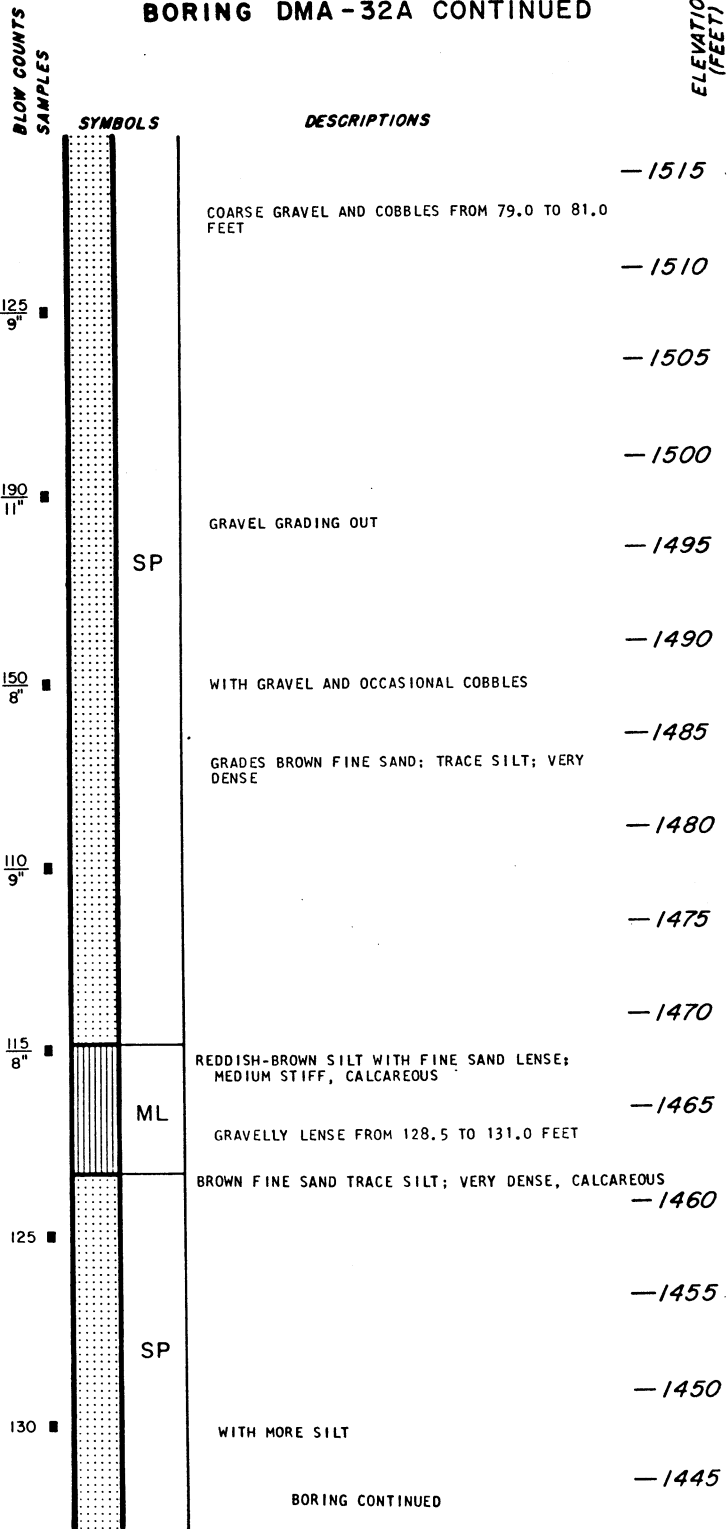 BORING DMA-32A CONTINUED
BLOW COUNTS
SAMPLES
SYMBOLS
DESCRIPTIONS
(FEET)
—1515
COARSE GRAVEL AND COBBLES FROM 79.0 TO 81.0
FEET
—1510
125
9"
—1505
—1500
190
11"
GRAVEL GRADING OUT
—1495
SP
—1490
150
8"
WITH GRAVEL AND OCCASIONAL COBBLES
—1485
GRADES BROWN FINE SAND; TRACE SILT; VERY
DENSE
—1480
110
9"
—1475
—1470
115
8"
REDDISH-BROWN SILT WITH FINE SAND LENSE;
MEDIUM STIFF, CALCAREOUS
—1465
ML
GRAVELLY LENSE FROM 128.5 TO 131.0 FEET
BROWN FINE SAND TRACE SILT; VERY DENSE, CALCAREOUS
—1460
125
—1455
SP
—1450
130
WITH MORE SILT
—1445
BORING CONTINUED